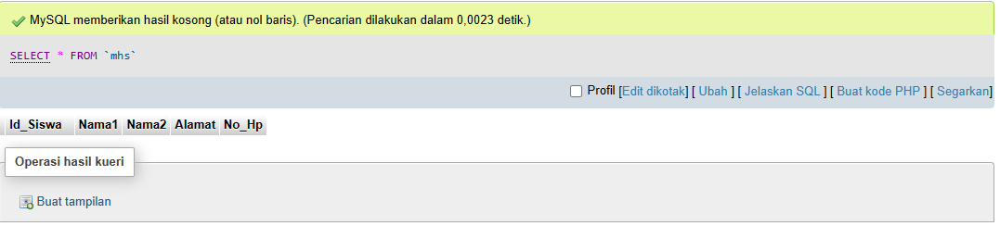 MySQL memberikan hasil kosong (atau nol baris). (Pencarian dilakukan dalam 0,0023 detik.)
SELECT * FROM `mhs`
Profil [Edit dikotak] [ Ubah ] [ Jelaskan SQL ] [ Buat kode PHP ] [ Segarkan]
Id_Siswa Nama1 Nama2 Alamat No_Hp
Operasi hasil kueri
Buat tampilan